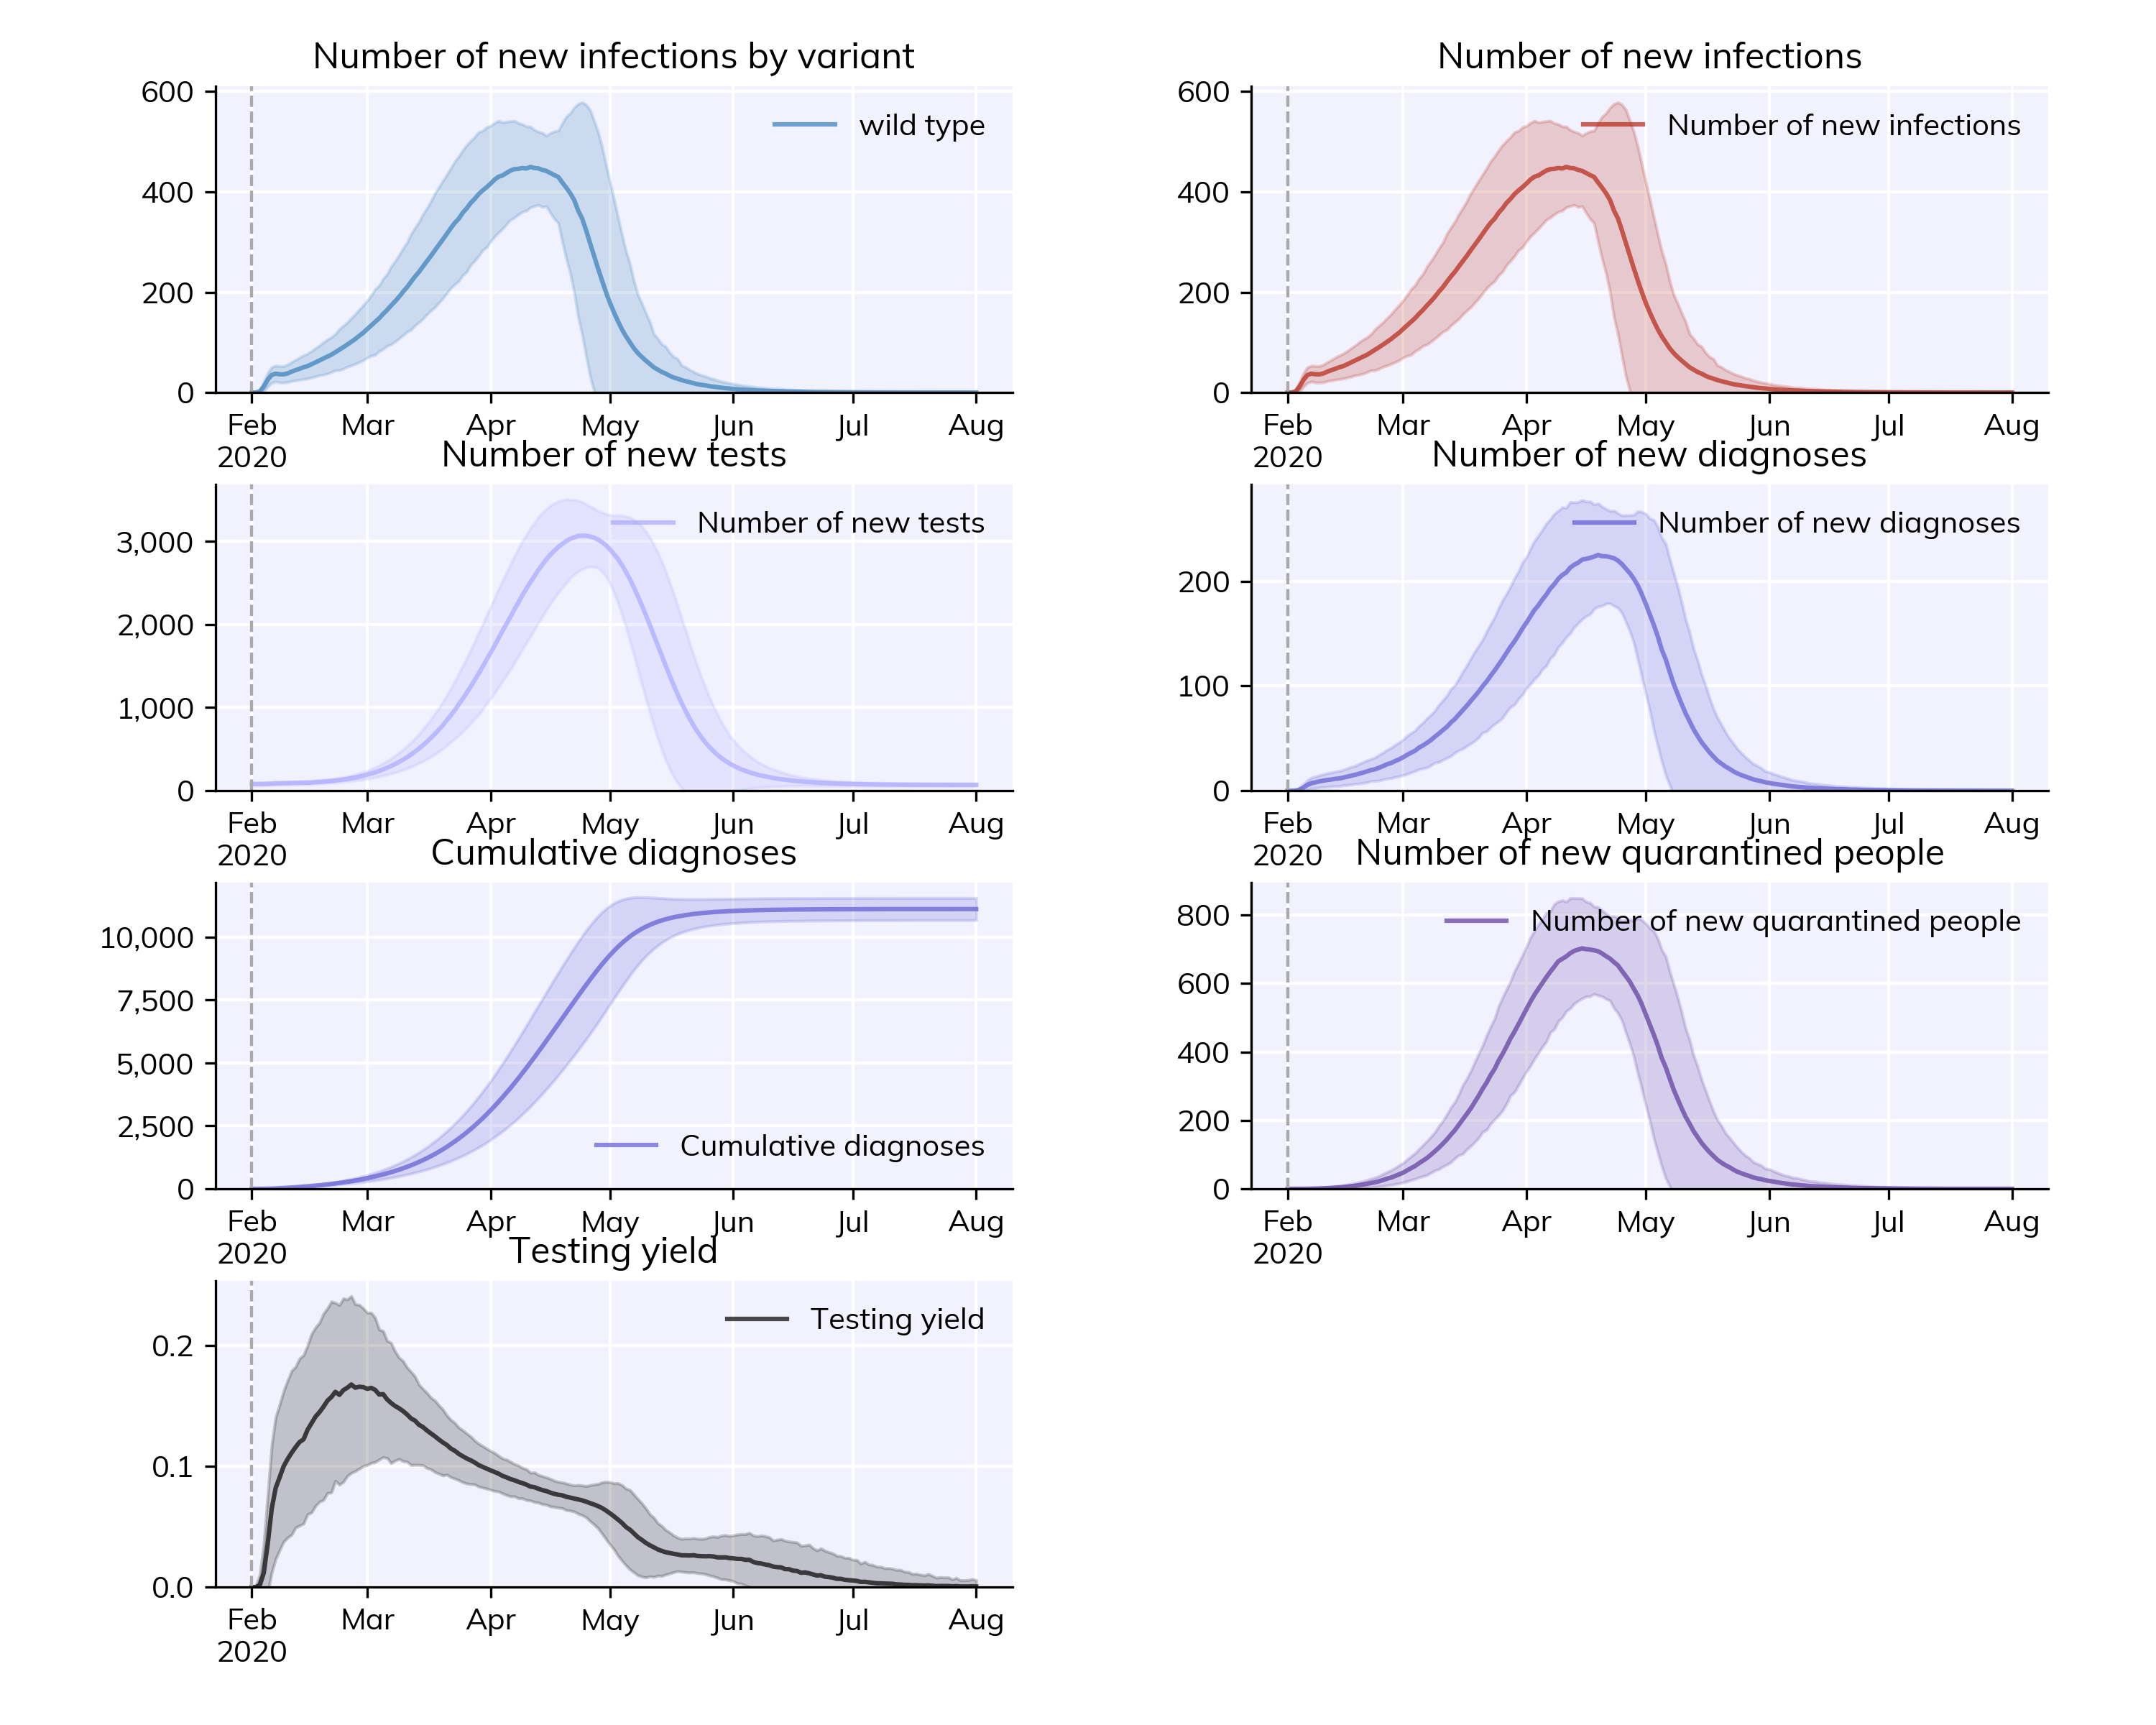 Number of new infections by variant
600
400
200
0
wild type
Feb Mar Apr May Jun Jul Aug
2020
Number of new infections
600
400
200
0
Number of new infections
Feb Mar Apr May Jun Jul Aug
2020
Number of new tests
3,000
2,000
1,000
0
Number of new tests
Feb Mar Apr May Jun Jul Aug
2020
Number of new diagnoses
200
100
0
Number of new diagnoses
Feb Mar Apr May Jun Jul Aug
2020
Cumulative diagnoses
10,000
7,500
5,000
2,500
0
Cumulative diagnoses
Feb Mar Apr May Jun Jul Aug
2020
Number of new quarantined people
800
600
400
200
0
Number of new quarantined people
Feb Mar Apr May Jun Jul Aug
2020
Testing yield
0.2
0.1
0.0
Testing yield
Feb Mar Apr May Jun Jul Aug
2020